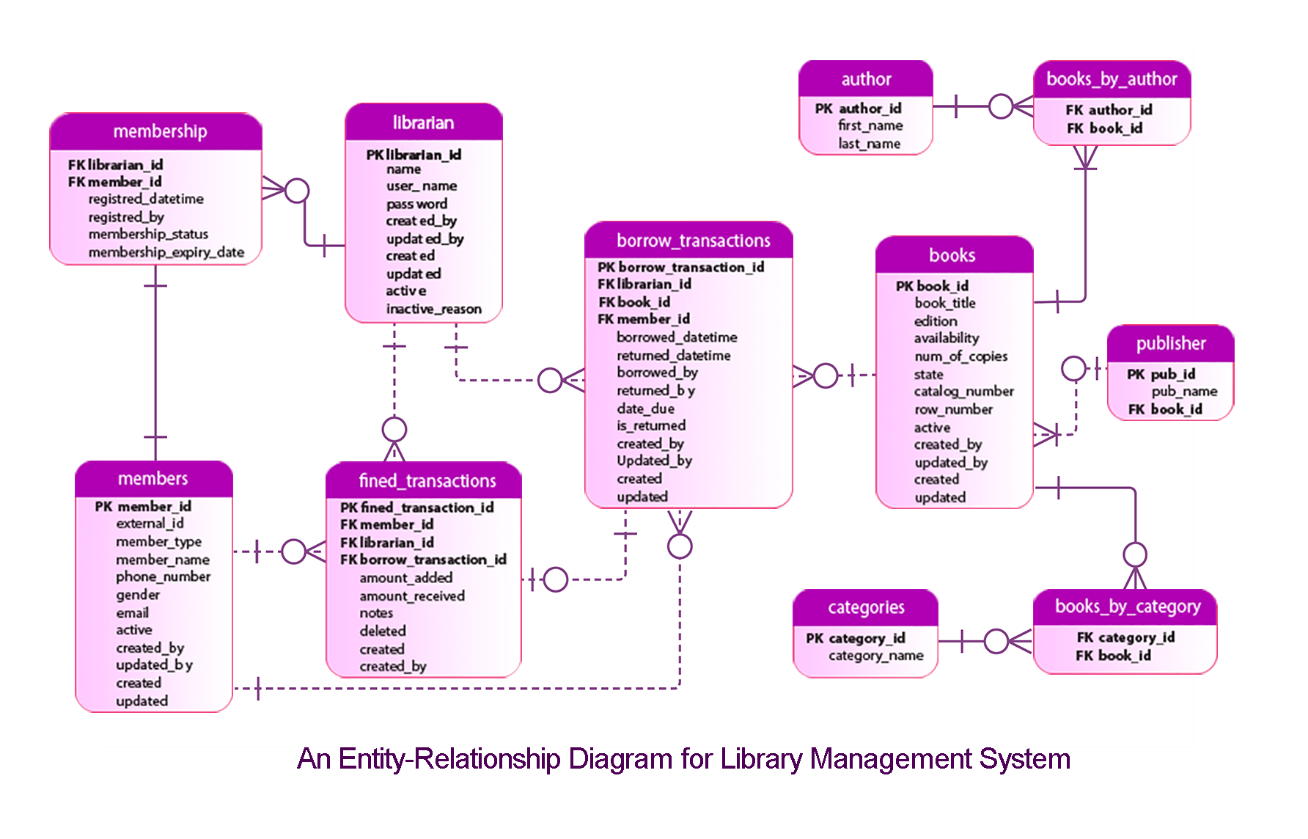 membership
FK librarian_id
FK member_id
registred_datetime
registred_by
membership_status
membership_expiry_date
librarian
PK librarian_id
name
user_ name
pass word
creat ed_by
updat ed_by
creat ed
updat ed
activ e
inactive_reason
author
PK author_id
first_name
last_name
books_by_author
FK author_id
FK book_id
borrow_transactions
PK borrow_transaction_id
FK librarian_id
FK book_id
FK member_id
borrowed_datetime
returned_datetime
borrowed_by
returned_b y
date_due
is_returned
created_by
Updated_by
created
updated
books
PK book_id
book_title
edition
availability
num_of_copies
state
catalog_number
row_number
active
created_by
updated_by
created
updated
publisher
PK pub_id
pub_name
FK book_id
members
PK member_id
external_id
member_type
member_name
phone_number
gender
email
active
created_by
updated_b y
created
updated
fined_transactions
PK fined_transaction_id
FK member_id
FK librarian_id
FK borrow_transaction_id
amount_added
amount_received
notes
deleted
created
created_by
categories
PK category_id
category_name
books_by_category
FK category_id
FK book_id
An Entity-Relationship Diagram for Library Management System